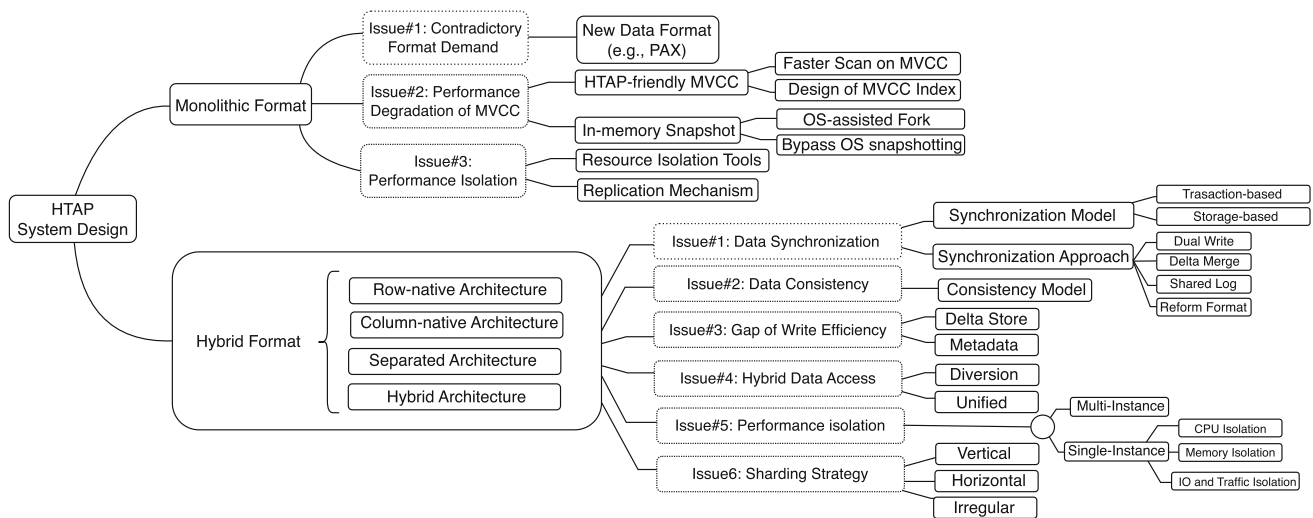 HTAP
System Design
Monolithic Format
Issue#1: Contradictory
Format Demand
New Data Format
(e.g., PAX)
Issue#2: Performance
Degradation of MVCC
HTAP-friendly MVCC
Faster Scan on MVCC
Design of MVCC Index
In-memory Snapshot
OS-assisted Fork
Bypass OS snapshotting
Issue#3:
Performance Isolation
Resource Isolation Tools
Replication Mechanism
Hybrid Format
Row-native Architecture
Column-native Architecture
Separated Architecture
Hybrid Architecture
Issue#1: Data Synchronization
Synchronization Model
Trasaction-based
Storage-based
Synchronization Approach
Dual Write
Delta Merge
Shared Log
Reform Format
Issue#2: Data Consistency
Consistency Model
Issue#3: Gap of Write Efficiency
Delta Store
Metadata
Issue#4: Hybrid Data Access
Diversion
Unified
Issue#5: Performance isolation
Multi-Instance
Single-Instance
CPU Isolation
Memory Isolation
IO and Traffic Isolation
Issue6: Sharding Strategy
Vertical
Horizontal
Irregular